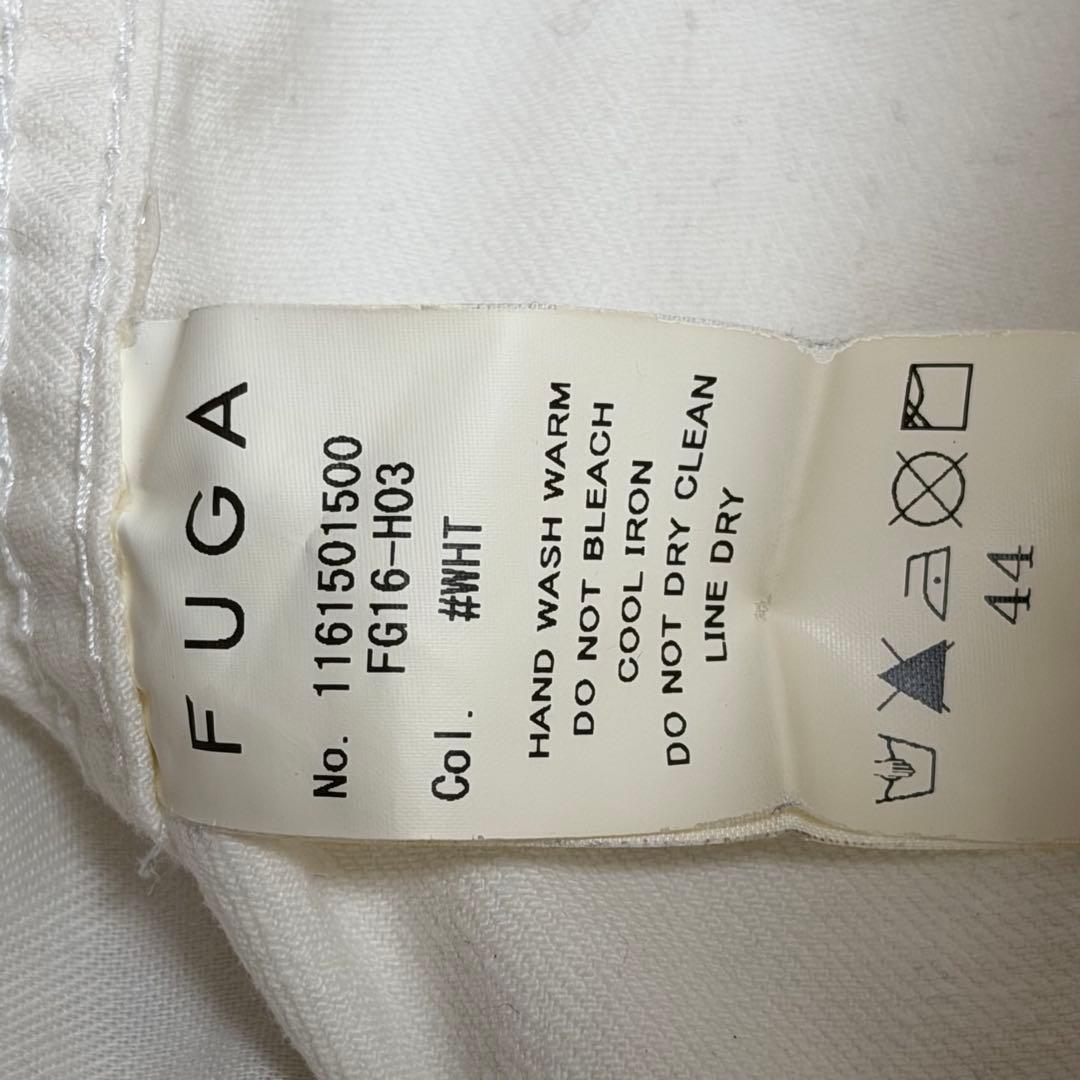 FUGA
No. 1161501500
FG16-H03
Col. #WHT
HAND WASH WARM
DO NOT BLEACH
COOL IRON
DO NOT DRY CLEAN
LINE DRY
44